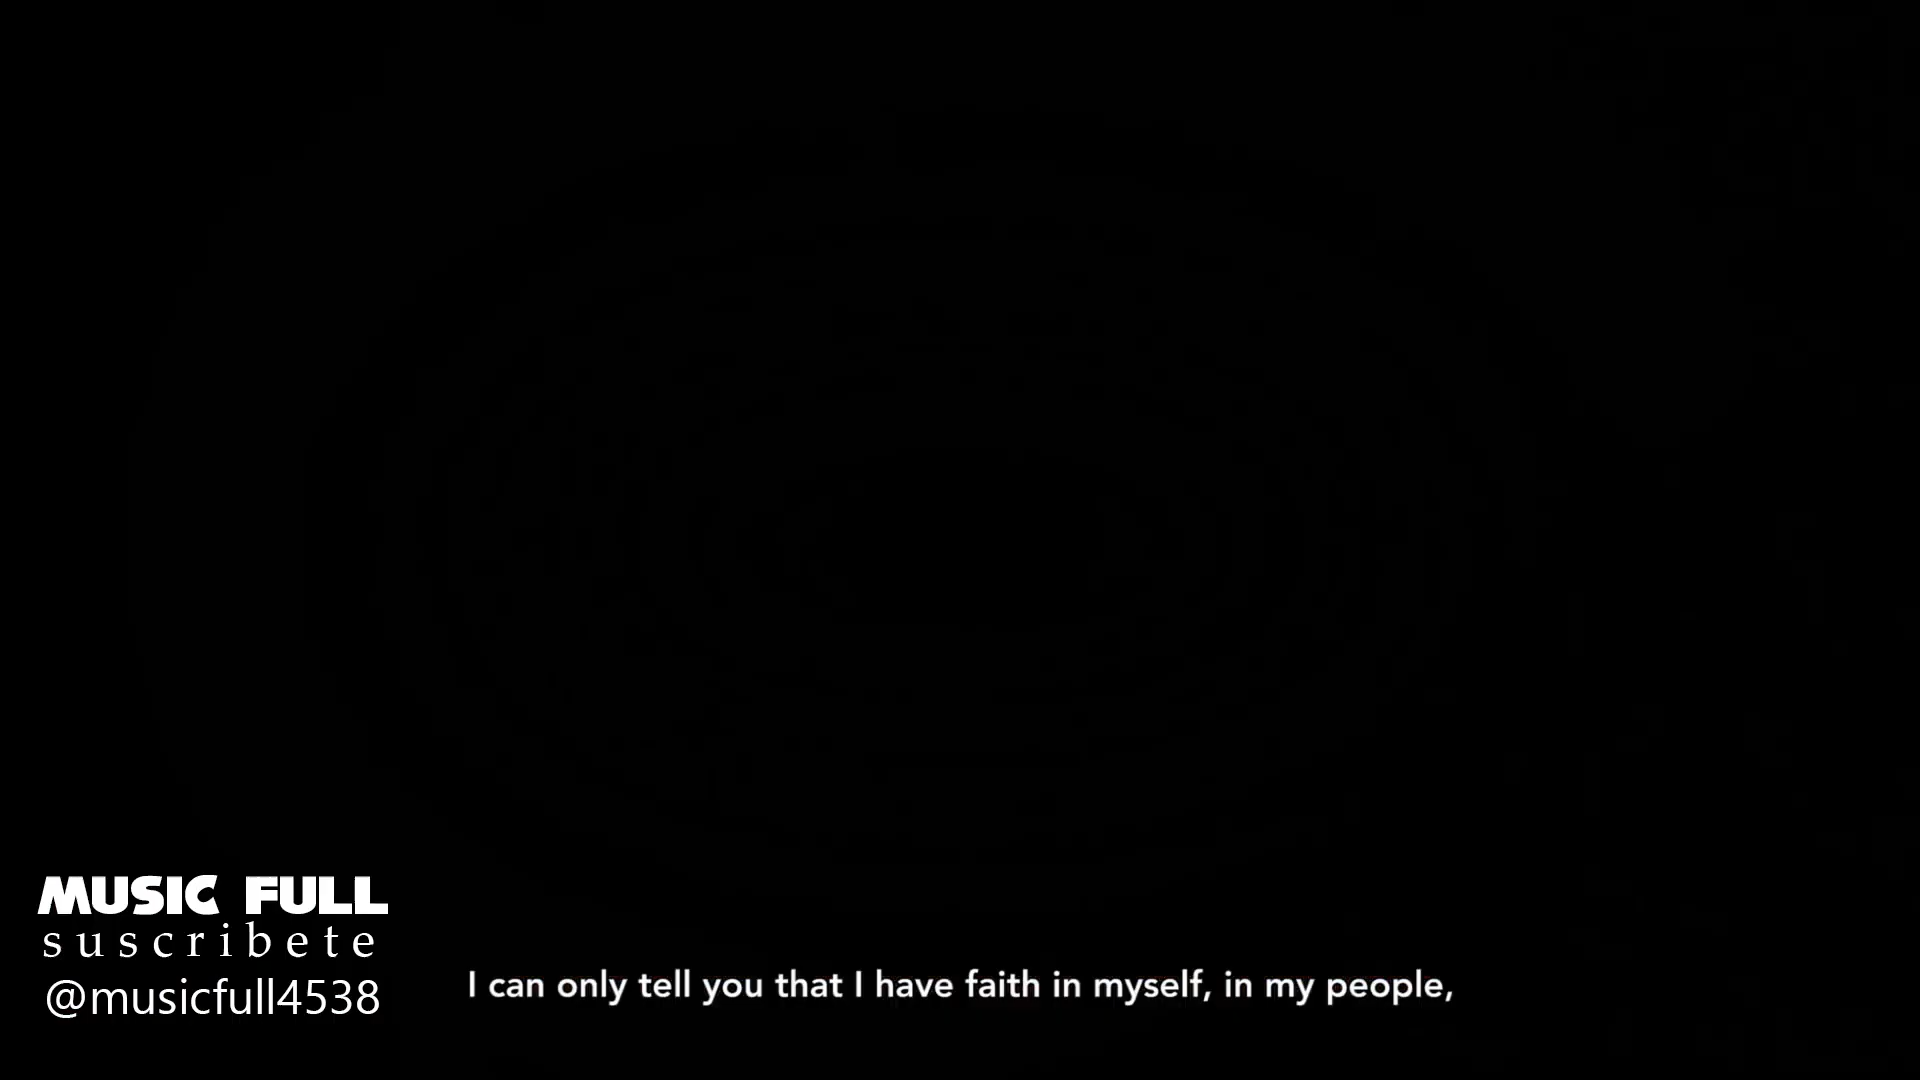 MUSIC FULL
suscribete
@musicfull4538
I can only tell you that I have faith in myself, in my people,